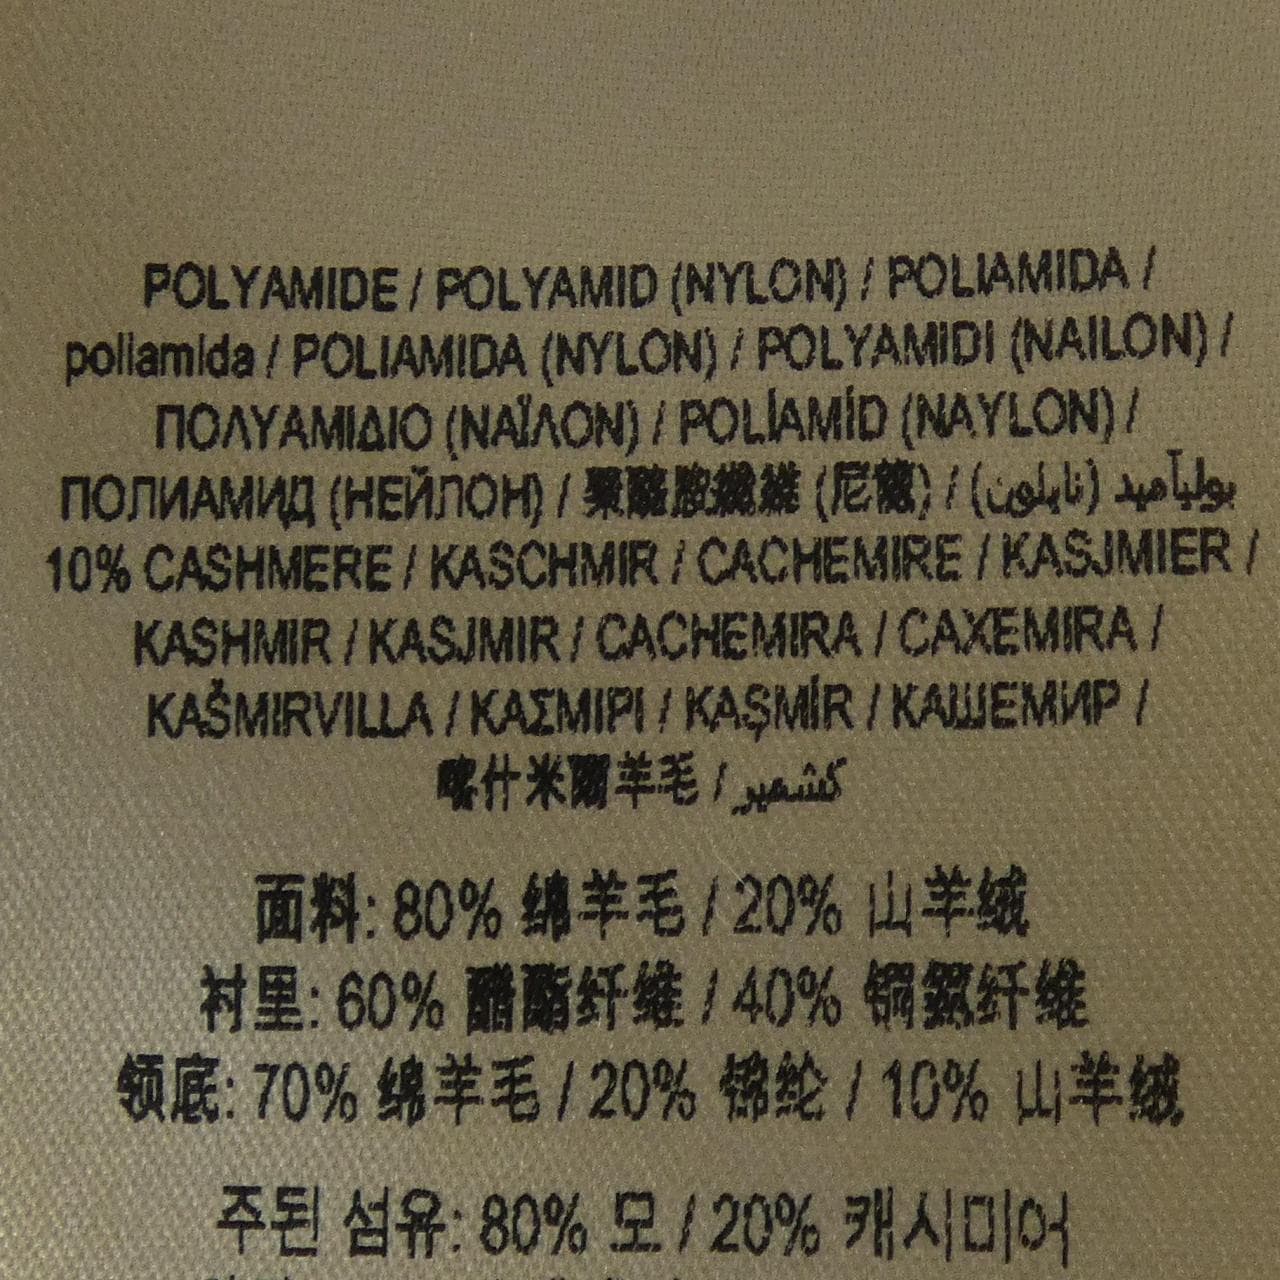 POLYAMIDE / POLYAMID (NYLON) / POLIAMIDA /
poliamida / POLIAMIDA (NYLON) / POLYAMIDI (NAILON) /
ΠΟΛΥΑΜΙΔΙΟ (ΝΑΪΛΟΝ) / POLİAMİD (NAYLON) /
ПОЛИАМИД (НЕЙЛОН) / 聚醯胺纖維 (尼龍) / بوليآميد (نايلون)
10% CASHMERE / KASCHMIR / CACHEMIRE / KASJMIER /
KASHMIR / KASJMIR / CACHEMIRA / CAXEMIRA /
KAŠMIRVILLA / ΚΑΣΜΙΡΙ / KAŞMİR / КАШЕМИР /
喀什米爾羊毛 / كشمير
面料: 80% 绵羊毛 / 20% 山羊绒
衬里: 60% 醋酯纤维 / 40% 铜氨纤维
领底: 70% 绵羊毛 / 20% 锦纶 / 10% 山羊绒
주된 섬유: 80% 모 / 20% 캐시미어